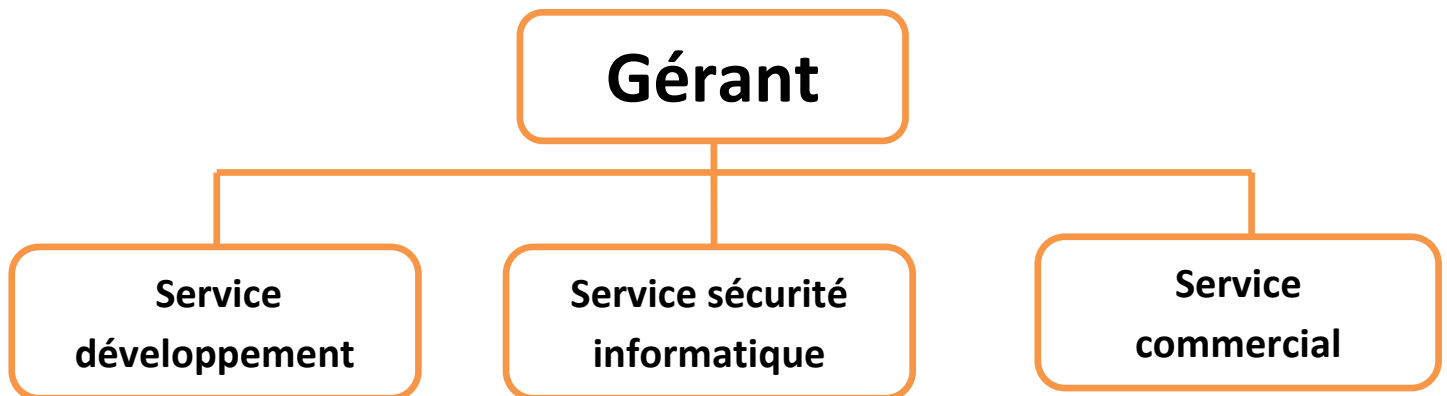 Gérant
Service
développement
Service sécurité
informatique
Service
commercial